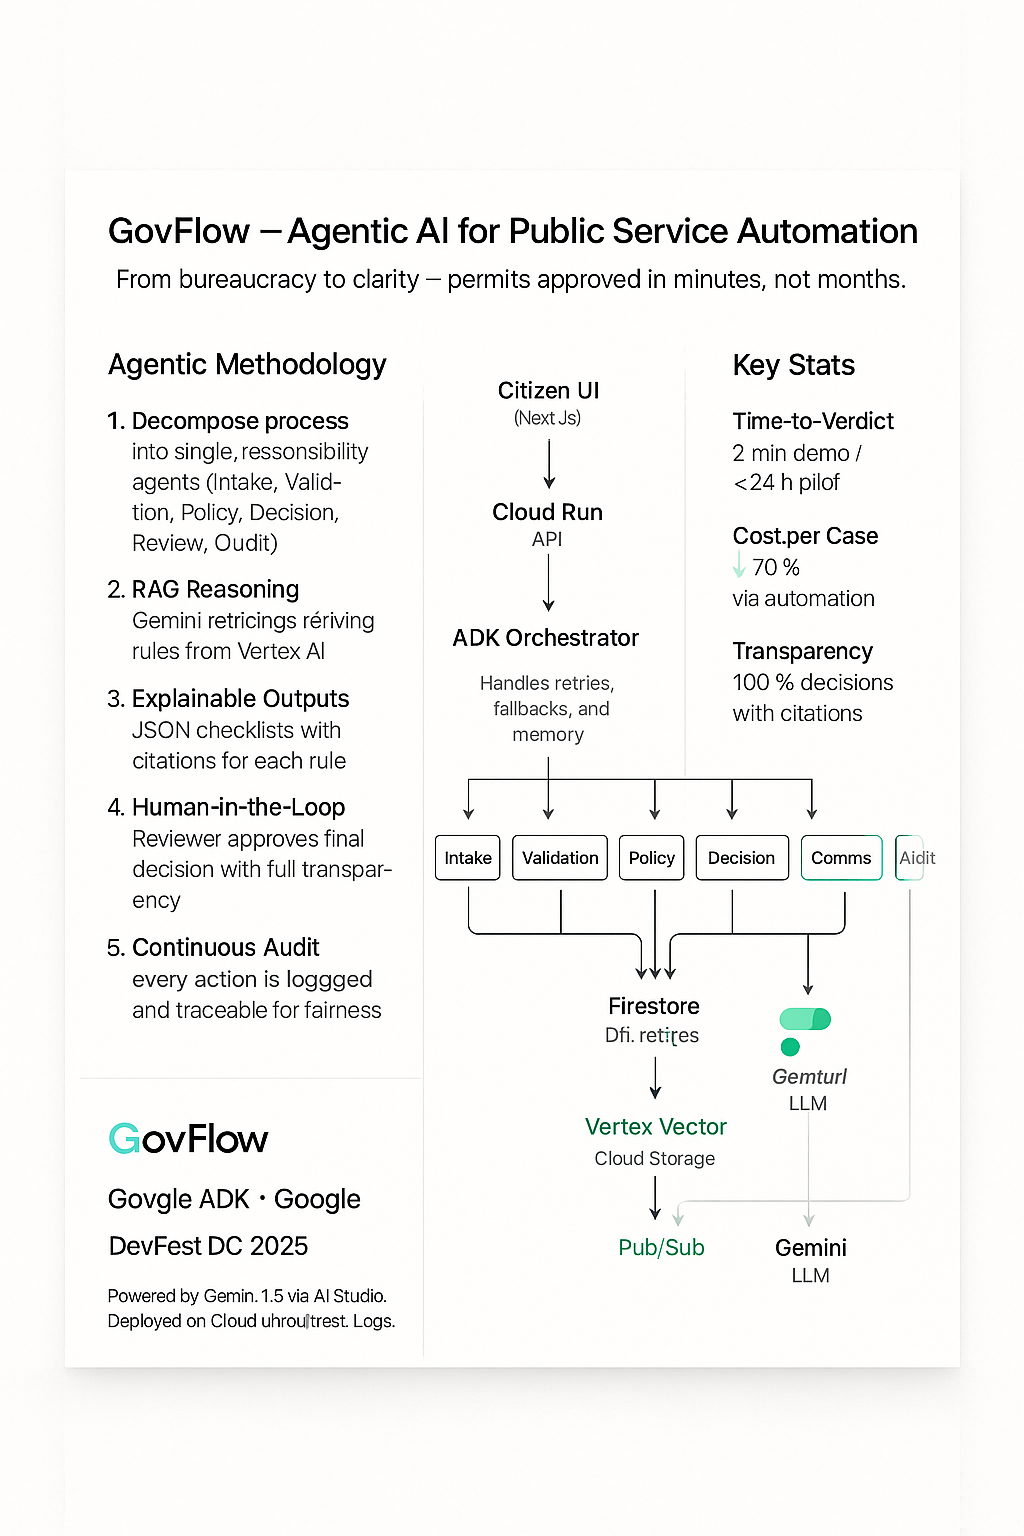 GovFlow – Agentic AI for Public Service Automation
From bureaucracy to clarity – permits approved in minutes, not months.
Agentic Methodology
1. Decompose process
into single, ressonsibility
agents (Intake, Valid-
tion, Policy, Decision,
Review, Oudit)
2. RAG Reasoning
Gemini retricings rériving
rules from Vertex AI
3. Explainable Outputs
JSON checklists with
citations for each rule
4. Human-in-the-Loop
Reviewer approves final
decision with full transpar-
ency
5. Continuous Audit
every action is loggged
and traceable for fairness
GovFlow
Govgle ADK · Google
DevFest DC 2025
Powered by Gemin. 1.5 via AI Studio.
Deployed on Cloud trest. Logs.
Citizen UI
(Next Js)
Cloud Run
API
ADK Orchestrator
Handles retries,
fallbacks, and
memory
Intake
Validation
Policy
Decision
Comms
Aidit
Firestore
Dfi.
Gemturl
LLM
Vertex Vector
Cloud Storage
Pub/Sub
Gemini
LLM
Key Stats
Time-to-Verdict
2 min demo /
<24 h pilof
Cost.per Case
↓ 70 %
via automation
Transparency
100 % decisions
with citations